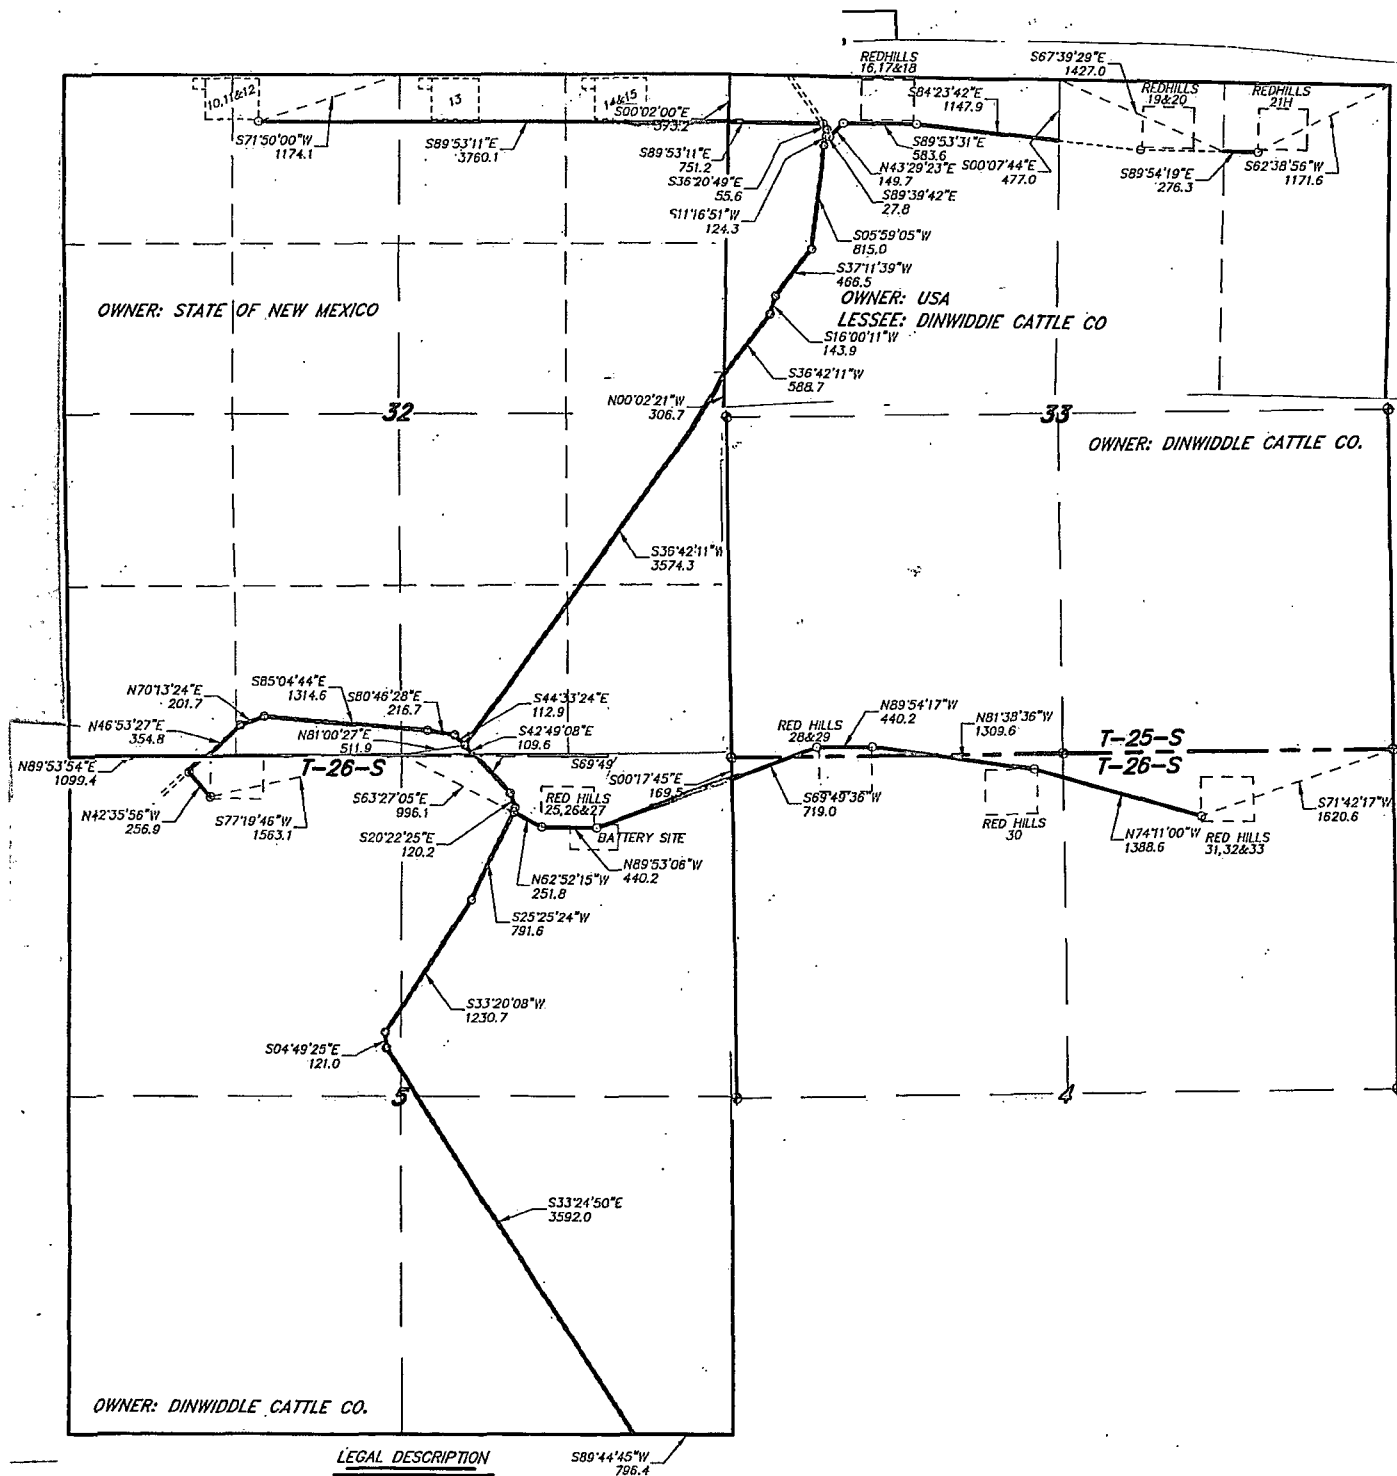 REDHILLS
16,17&18
S67°39'29"E
1427.0
S84°23'42"E
1147.9
REDHILLS
19&20
REDHILLS
21H
10,11&12
13
14&15
S00°02'00"E
373.2
S71°50'00"W
1174.1
S89°53'11"E
3760.1
S89°53'11"E
751.2
S36°20'49"E
55.6
S11°16'51"W
124.3
S89°53'31"E
583.6
N43°29'23"E
149.7
S89°39'42"E
27.8
S00°07'44"E
477.0
S89°54'19"E
276.3
S62°38'56"W
1171.6
S05°59'05"W
815.0
S37°11'39"W
466.5
OWNER: STATE OF NEW MEXICO
OWNER: USA
LESSEE: DINWIDDIE CATTLE CO
S16°00'11"W
143.9
S36°42'11"W
588.7
N00°02'21"W
306.7
32
33
OWNER: DINWIDDLE CATTLE CO.
S36°42'11"W
3574.3
N70°13'24"E
201.7
S85°04'44"E
1314.6
S80°46'28"E
216.7
S44°33'24"E
112.9
N46°53'27"E
354.8
N81°00'27"E
511.9
S42°49'08"E
109.6
RED HILLS
28&29
N89°54'17"W
440.2
N81°38'36"W
1309.6
T-25-S
T-26-S
N89°53'54"E
1099.4
T-26-S
S69°49'
S00°17'45"E
169.5
N42°35'56"W
256.9
S77°19'46"W
1563.1
S63°27'05"E
996.1
RED HILLS
25,26&27
S69°49'36"W
719.0
S20°22'25"E
120.2
BATTERY SITE
RED HILLS
30
N74°11'00"W
1388.6
RED HILLS
31,32&33
S71°42'17"W
1620.6
N62°52'15"W
251.8
N89°53'06"W
440.2
S25°25'24"W
791.6
S33°20'08"W
1230.7
S04°49'25"E
121.0
5
4
S33°24'50"E
3592.0
OWNER: DINWIDDLE CATTLE CO.
LEGAL DESCRIPTION
S89°44'45"W
796.4